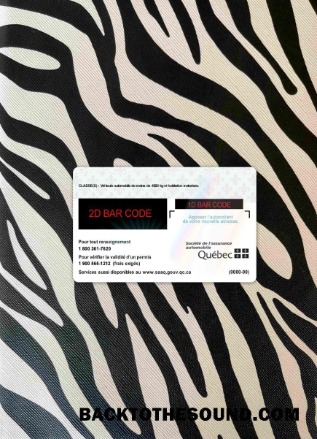 CLASSE(S) : Véhicule automobile de moins de 4500 kg et habitation motorisée.
2D BAR CODE
1D BAR CODE
Apposer l'autocollant
de votre nouvelle adresse.
Pour tout renseignement
1 800 361-7620
Pour vérifier la validité d'un permis
1 900 565-1212 (frais exigés)
Services aussi disponibles au www.saaq.gouv.qc.ca
Société de l'assurance
automobile
Québec
(0000-00)
BACKTOTHESOUND.COM